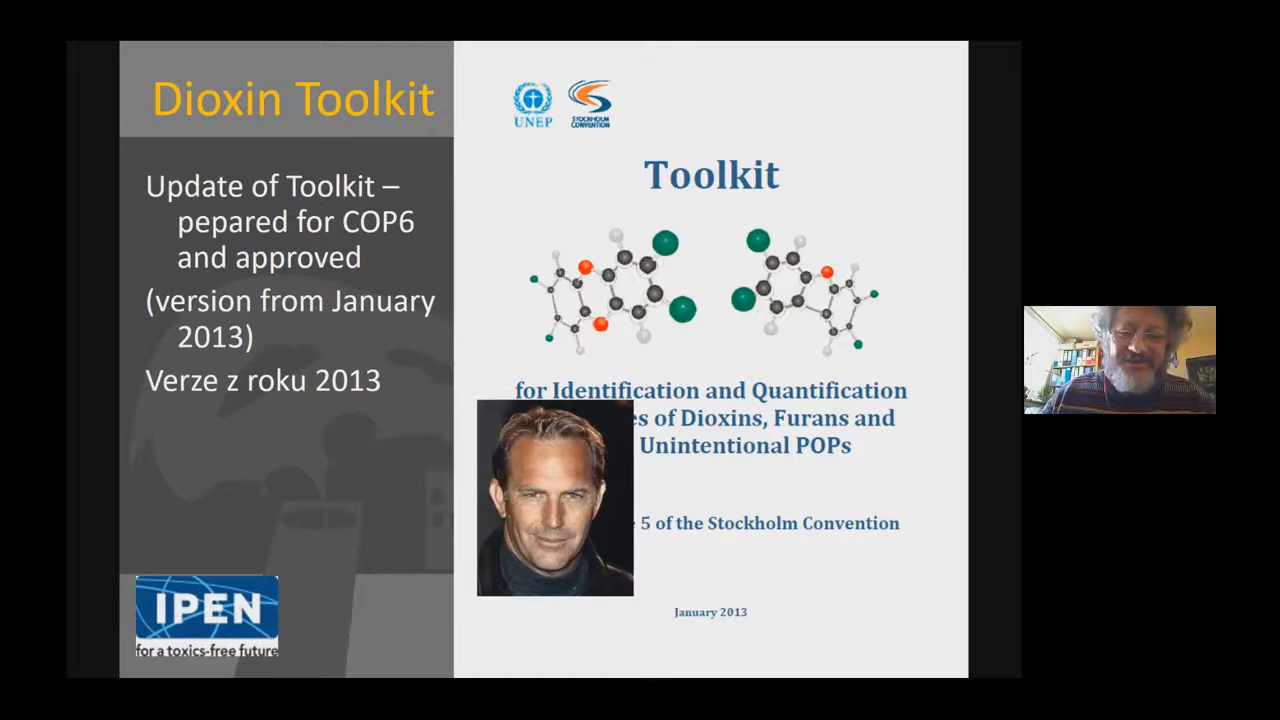 Dioxin Toolkit
Update of Toolkit –
pepared for COP6
and approved
(version from January
2013)
Verze z roku 2013
IPEN
for a toxics-free future
UNEP
STOCKHOLM
CONVENTION
Toolkit
for Identification and Quantification
es of Dioxins, Furans and
Unintentional POPs
5 of the Stockholm Convention
January 2013